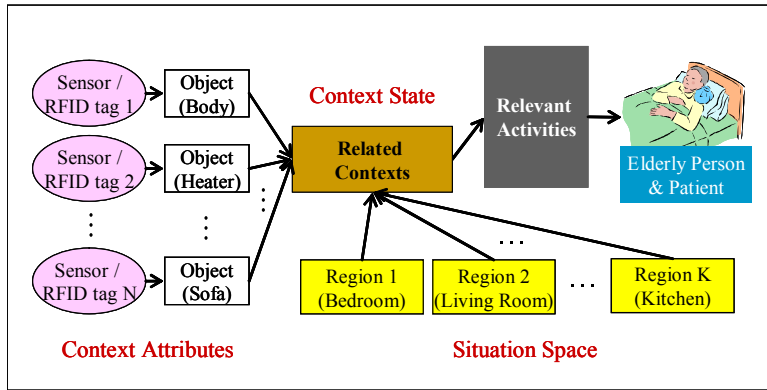 Sensor /
RFID tag 1
Object
(Body)
Sensor /
RFID tag 2
Object
(Heater)
Sensor /
RFID tag N
Object
(Sofa)
Context Attributes
Context State
Related
Contexts
Relevant
Activities
Elderly Person
& Patient
Region 1
(Bedroom)
Region 2
(Living Room)
Region K
(Kitchen)
Situation Space